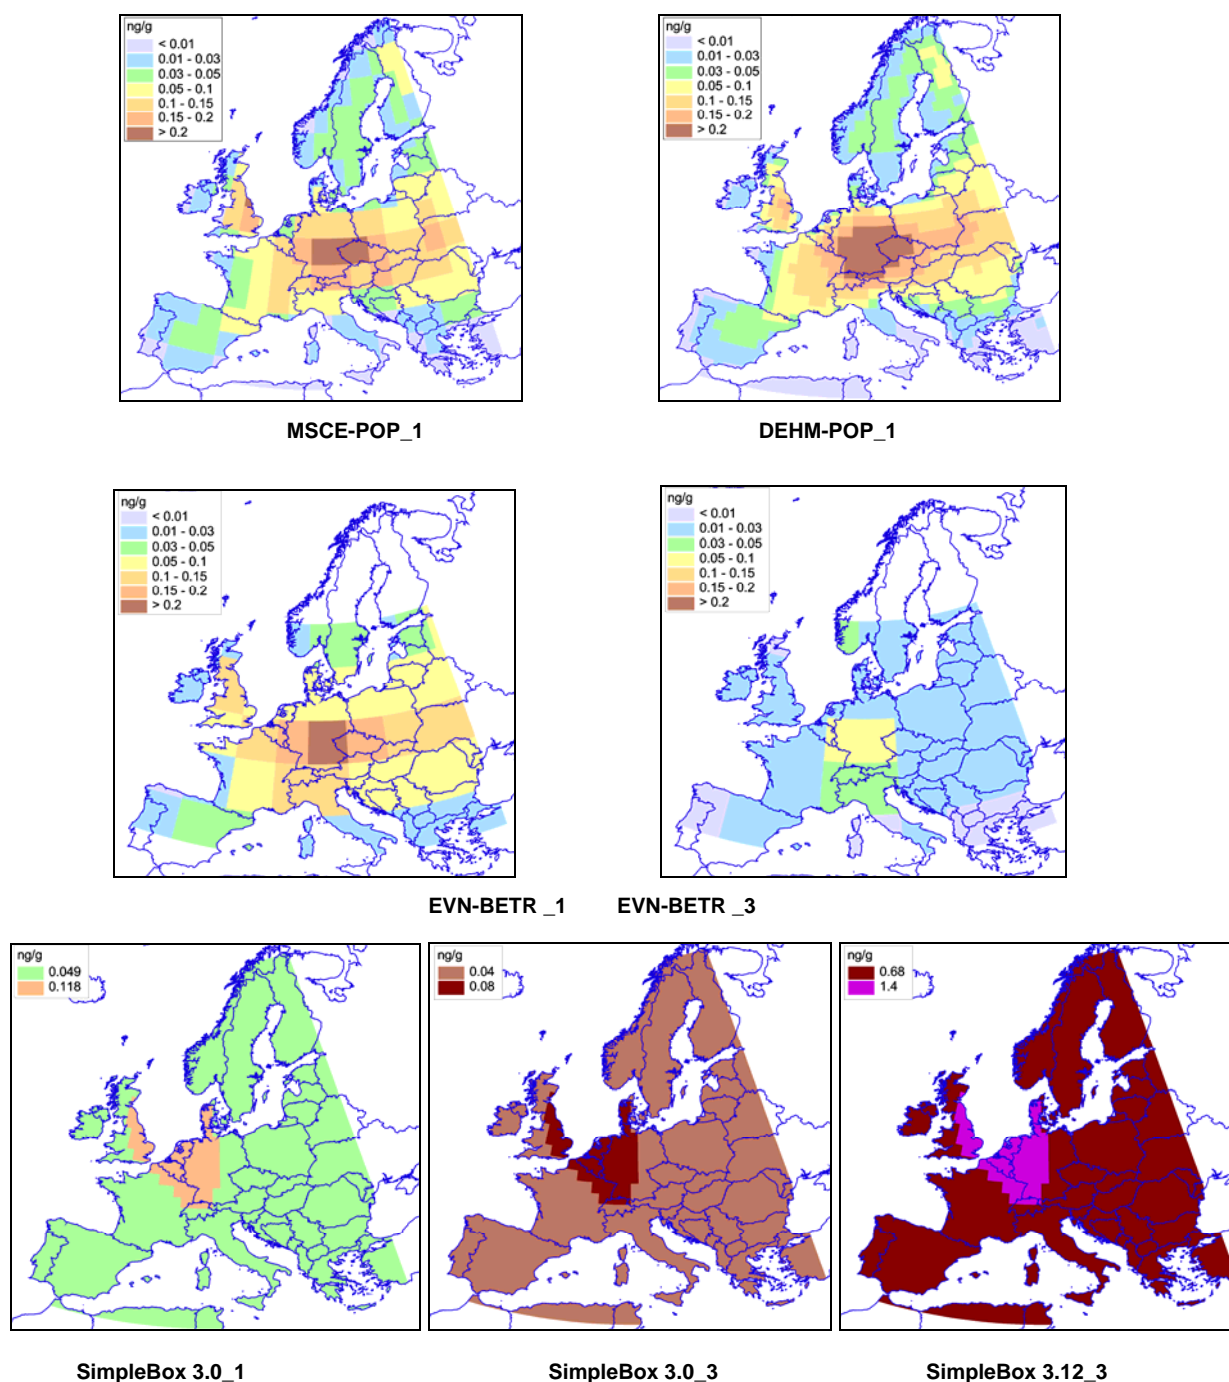 ng/g
< 0.01
0.01 - 0.03
0.03 - 0.05
0.05 - 0.1
0.1 - 0.15
0.15 - 0.2
> 0.2
ng/g
< 0.01
0.01 - 0.03
0.03 - 0.05
0.05 - 0.1
0.1 - 0.15
0.15 - 0.2
> 0.2
MSCE-POP_1
DEHM-POP_1
ng/g
< 0.01
0.01 - 0.03
0.03 - 0.05
0.05 - 0.1
0.1 - 0.15
0.15 - 0.2
> 0.2
ng/g
< 0.01
0.01 - 0.03
0.03 - 0.05
0.05 - 0.1
0.1 - 0.15
0.15 - 0.2
> 0.2
EVN-BETR _1
EVN-BETR _3
ng/g
0.049
0.118
ng/g
0.04
0.08
ng/g
0.68
1.4
SimpleBox 3.0_1
SimpleBox 3.0_3
SimpleBox 3.12_3